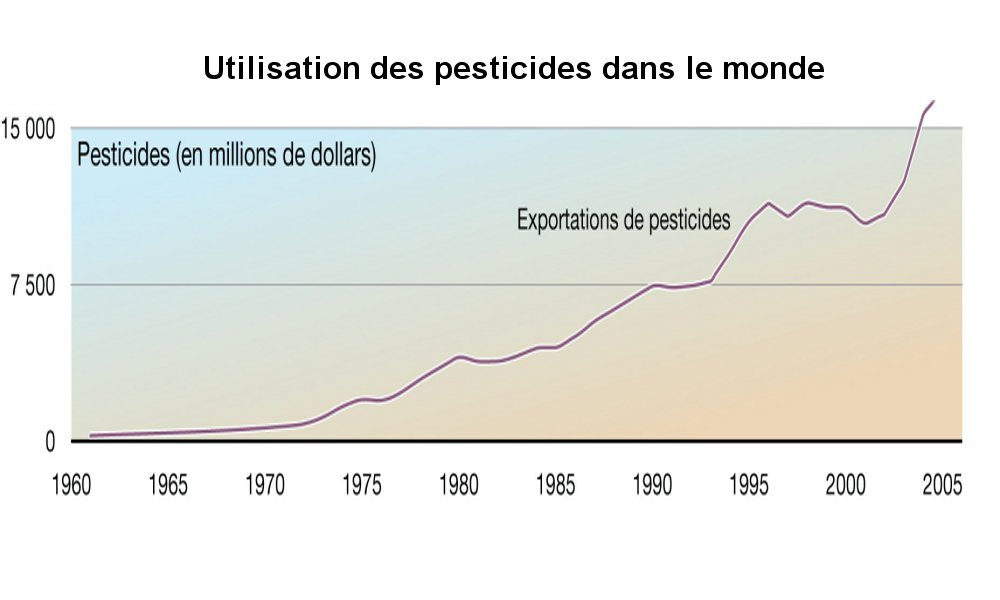 Utilisation des pesticides dans le monde
15 000
Pesticides (en millions de dollars)
Exportations de pesticides
7 500
0
1960 1965 1970 1975 1980 1985 1990 1995 2000 2005